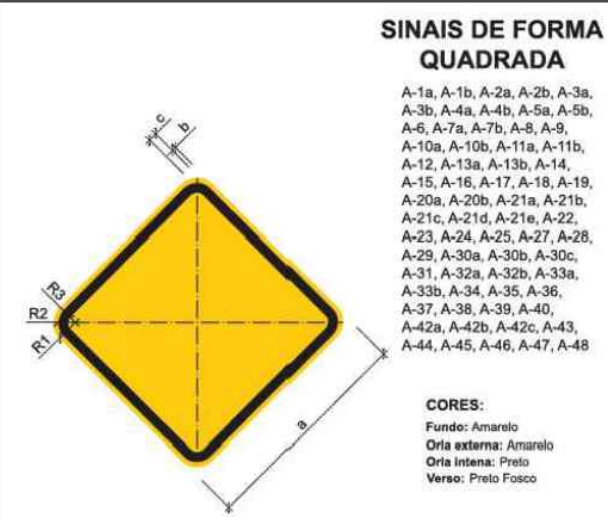 SINAIS DE FORMA
QUADRADA
A-1a, A-1b, A-2a, A-2b, A-3a,
A-3b, A-4a, A-4b, A-5a, A-5b,
A-6, A-7a, A-7b, A-8, A-9,
A-10a, A-10b, A-11a, A-11b,
A-12, A-13a, A-13b, A-14,
A-15, A-16, A-17, A-18, A-19,
A-20a, A-20b, A-21a, A-21b,
A-21c, A-21d, A-21e, A-22,
A-23, A-24, A-25, A-27, A-28,
A-29, A-30a, A-30b, A-30c,
A-31, A-32a, A-32b, A-33a,
A-33b, A-34, A-35, A-36,
A-37, A-38, A-39, A-40,
A-42a, A-42b, A-42c, A-43,
A-44, A-45, A-46, A-47, A-48
c
b
R3
R2
R1
a
CORES:
Fundo: Amarelo
Orla externa: Amarelo
Orla intena: Preto
Verso: Preto Fosco